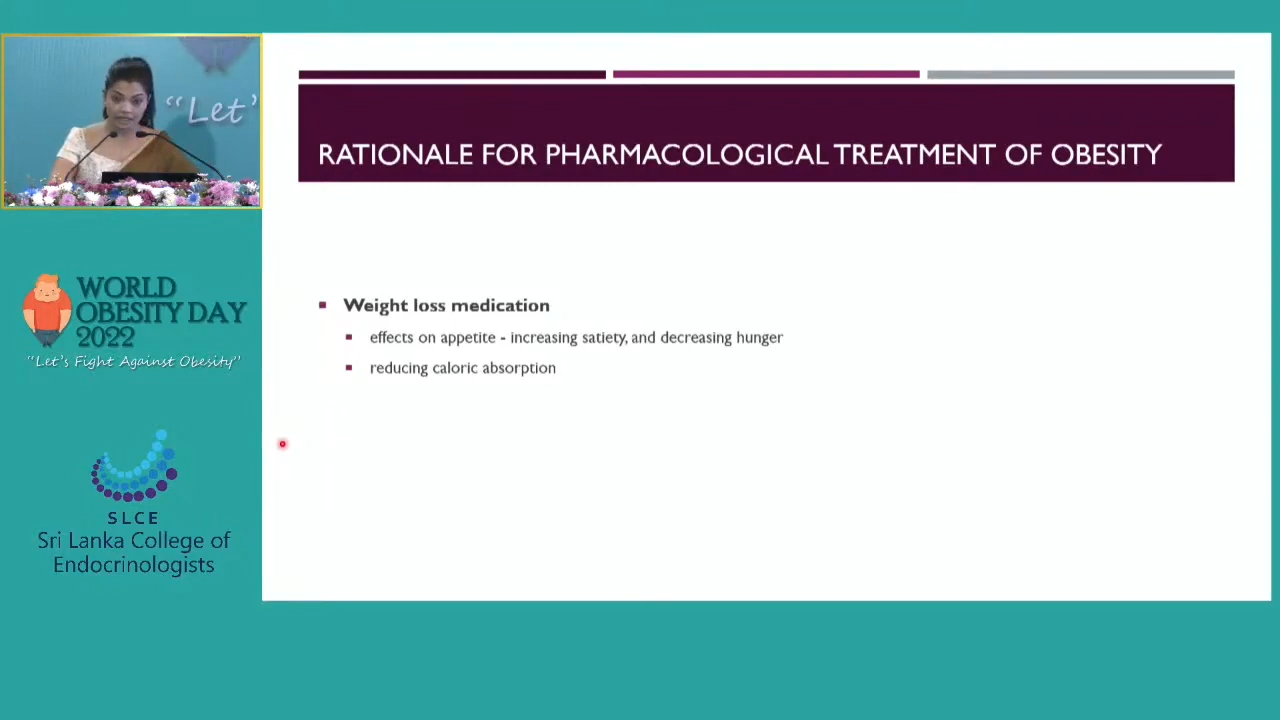 "Let'
WORLD
OBESITY DAY
2022
"Let's Fight Against Obesity"
SLCE
Sri Lanka College of
Endocrinologists
RATIONALE FOR PHARMACOLOGICAL TREATMENT OF OBESITY
Weight loss medication
effects on appetite - increasing satiety, and decreasing hunger
reducing caloric absorption